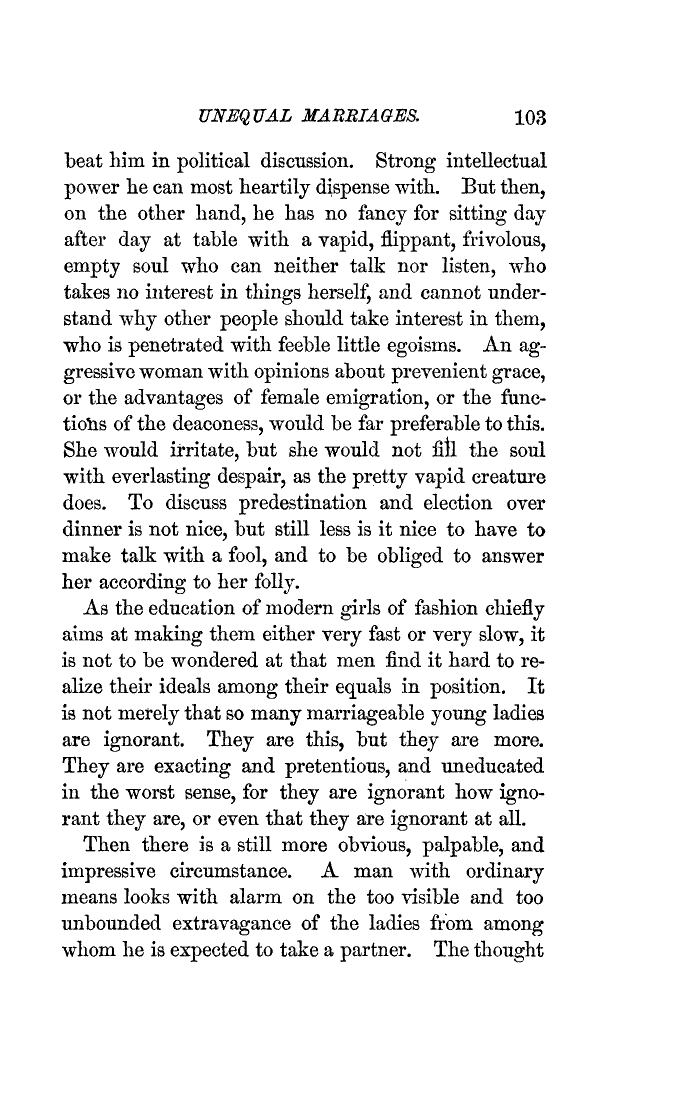 UNEQUAL MARRIAGES. 103
beat him in political discussion. Strong intellectual
power he can most heartily dispense with. But then,
on the other hand, he has no fancy for sitting day
after day at table with a vapid, flippant, frivolous,
empty soul who can neither talk nor listen, who
takes no interest in things herself, and cannot under-
stand why other people should take interest in them,
who is penetrated with feeble little egoisms. An ag-
gressive woman with opinions about prevenient grace,
or the advantages of female emigration, or the func-
tions of the deaconess, would be far preferable to this.
She would irritate, but she would not fill the soul
with everlasting despair, as the pretty vapid creature
does. To discuss predestination and election over
dinner is not nice, but still less is it nice to have to
make talk with a fool, and to be obliged to answer
her according to her folly.
As the education of modern girls of fashion chiefly
aims at making them either very fast or very slow, it
is not to be wondered at that men find it hard to re-
alize their ideals among their equals in position. It
is not merely that so many marriageable young ladies
are ignorant. They are this, but they are more.
They are exacting and pretentious, and uneducated
in the worst sense, for they are ignorant how igno-
rant they are, or even that they are ignorant at all.
Then there is a still more obvious, palpable, and
impressive circumstance. A man with ordinary
means looks with alarm on the too visible and too
unbounded extravagance of the ladies from among
whom he is expected to take a partner. The thought